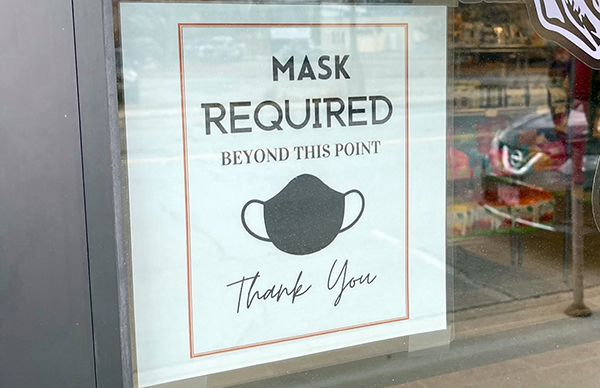 MASK
REQUIRED
BEYOND THIS POINT
Thank You